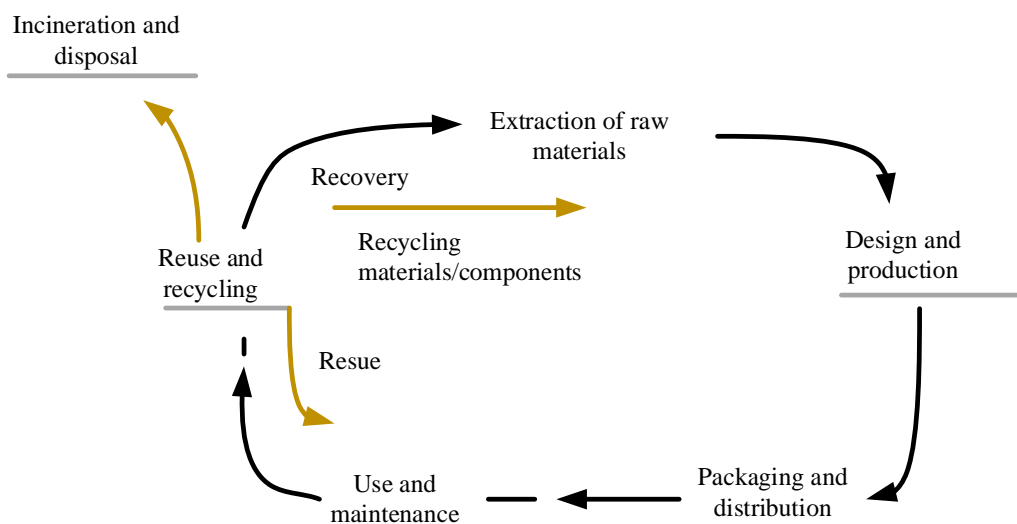 Incineration and
disposal
Extraction of raw
materials
Recovery
Recycling
materials/components
Design and
production
Reuse and
recycling
Resue
Use and
maintenance
Packaging and
distribution